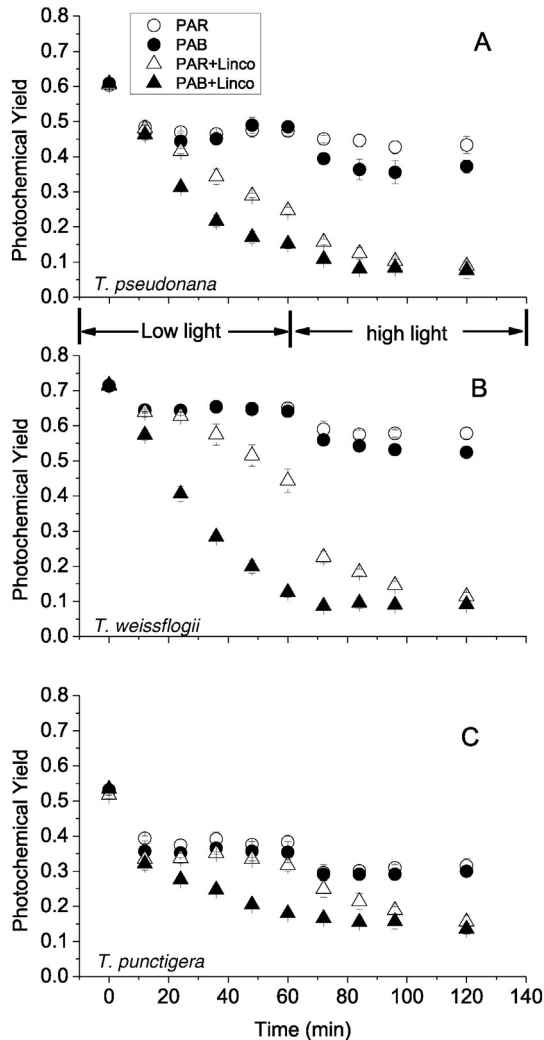 PAR
PAB
PAR+Linco
PAB+Linco
A
0.8
0.7
0.6
0.5
0.4
0.3
0.2
0.1
0.0
Photochemical Yield
T. pseudonana
Low light
high light
B
0.8
0.7
0.6
0.5
0.4
0.3
0.2
0.1
0.0
Photochemical Yield
T. weissflogii
C
0.8
0.7
0.6
0.5
0.4
0.3
0.2
0.1
0.0
Photochemical Yield
T. punctigera
0 20 40 60 80 100 120 140
Time (min)